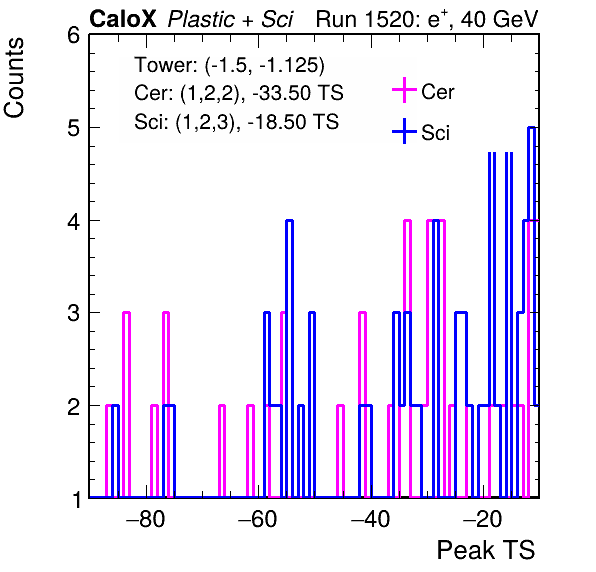 CaloX Plastic + Sci Run 1520: e⁺, 40 GeV
Counts
6
5
4
3
2
1
Tower: (-1.5, -1.125)
Cer: (1,2,2), -33.50 TS
Sci: (1,2,3), -18.50 TS
Cer
Sci
−80 −60 −40 −20
Peak TS